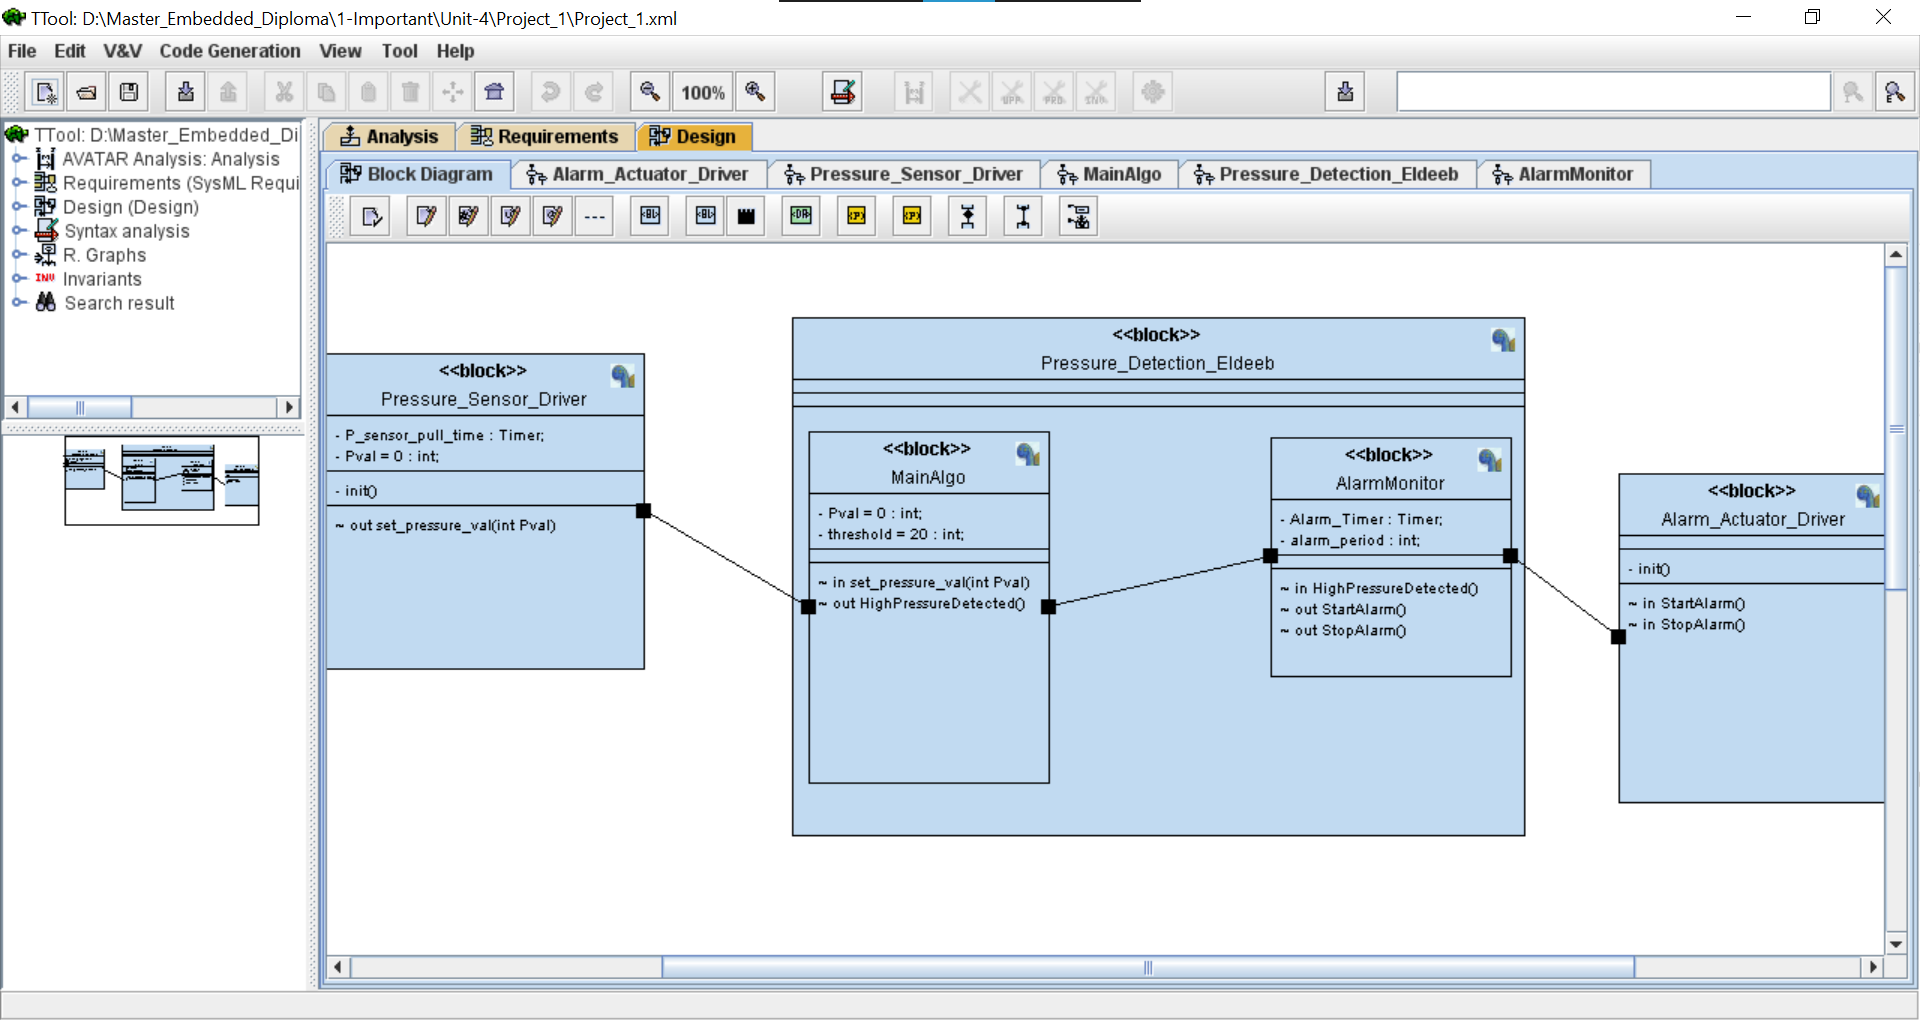 TTool: D:\Master_Embedded_Diploma\1-Important\Unit-4\Project_1\Project_1.xml
File Edit V&V Code Generation View Tool Help
100%
TTool: D:\Master_Embedded_Di
AVATAR Analysis: Analysis
Requirements (SysML Requi
Design (Design)
Syntax analysis
R. Graphs
INV Invariants
Search result
Analysis Requirements Design
Block Diagram Alarm_Actuator_Driver Pressure_Sensor_Driver MainAlgo Pressure_Detection_Eldeeb AlarmMonitor
<<block>>
Pressure_Sensor_Driver
- P_sensor_pull_time : Timer;
- Pval = 0 : int;
- init()
~ out set_pressure_val(int Pval)
<<block>>
Pressure_Detection_Eldeeb
<<block>>
MainAlgo
- Pval = 0 : int;
- threshold = 20 : int;
~ in set_pressure_val(int Pval)
~ out HighPressureDetected()
<<block>>
AlarmMonitor
- Alarm_Timer : Timer;
- alarm_period : int;
~ in HighPressureDetected()
~ out StartAlarm()
~ out StopAlarm()
<<block>>
Alarm_Actuator_Driver
- init()
~ in StartAlarm()
~ in StopAlarm()